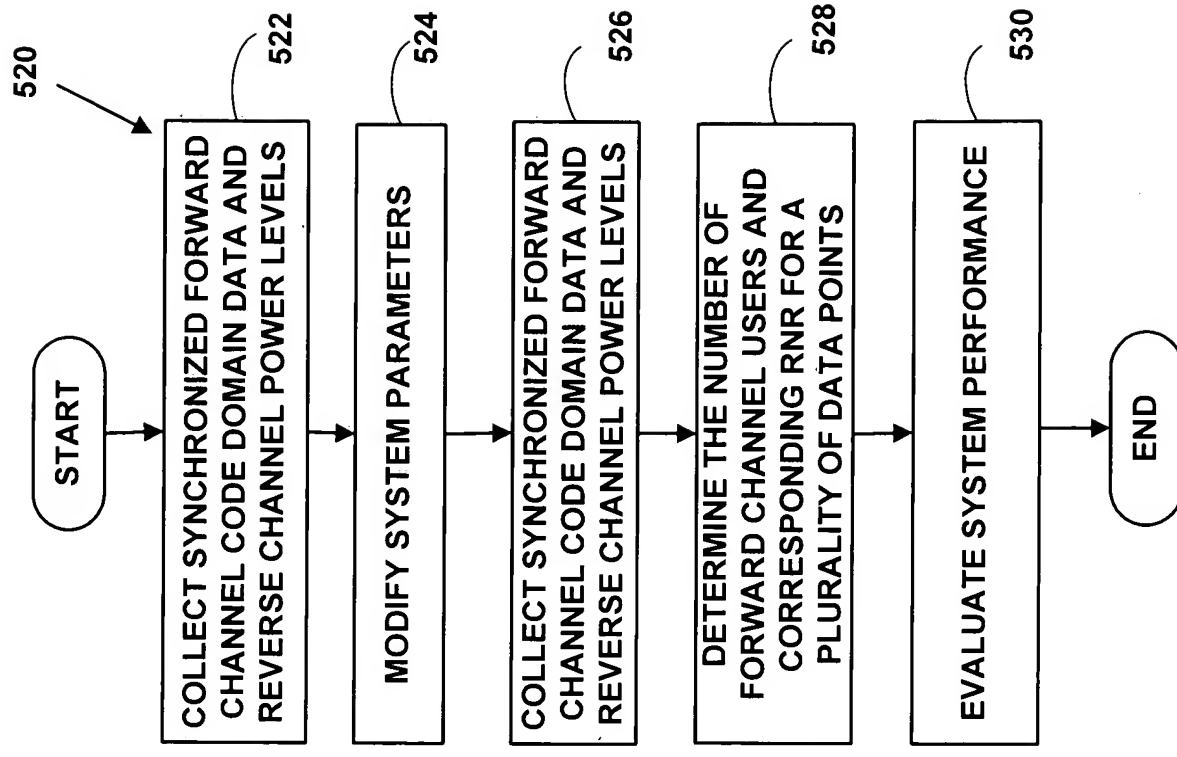 520
START
COLLECT SYNCHRONIZED FORWARD
CHANNEL CODE DOMAIN DATA AND
REVERSE CHANNEL POWER LEVELS
522
MODIFY SYSTEM PARAMETERS
524
COLLECT SYNCHRONIZED FORWARD
CHANNEL CODE DOMAIN DATA AND
REVERSE CHANNEL POWER LEVELS
526
DETERMINE THE NUMBER OF
FORWARD CHANNEL USERS AND
CORRESPONDING RNR FOR A
PLURALITY OF DATA POINTS
528
EVALUATE SYSTEM PERFORMANCE
530
END